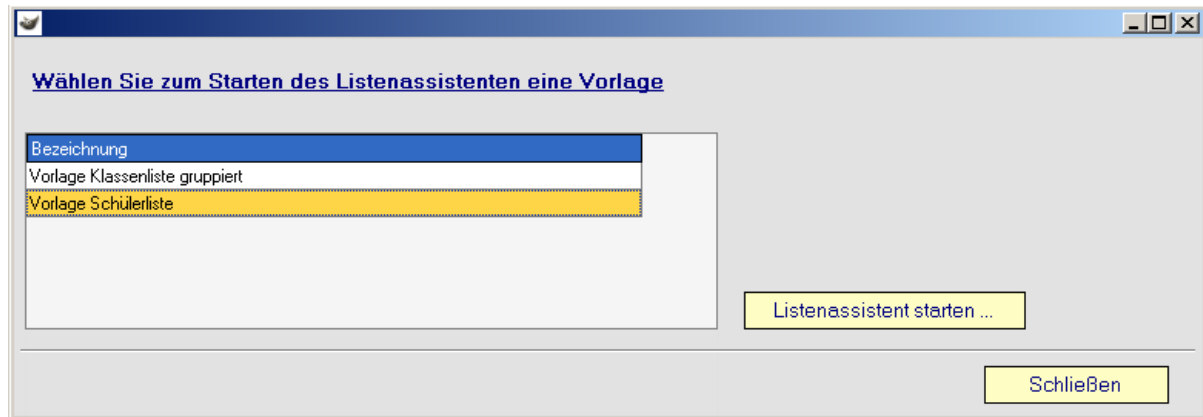 Wählen Sie zum Starten des Listenassistenten eine Vorlage
Bezeichnung
Vorlage Klassenliste gruppiert
Vorlage Schülerliste
Listenassistent starten ...
Schließen